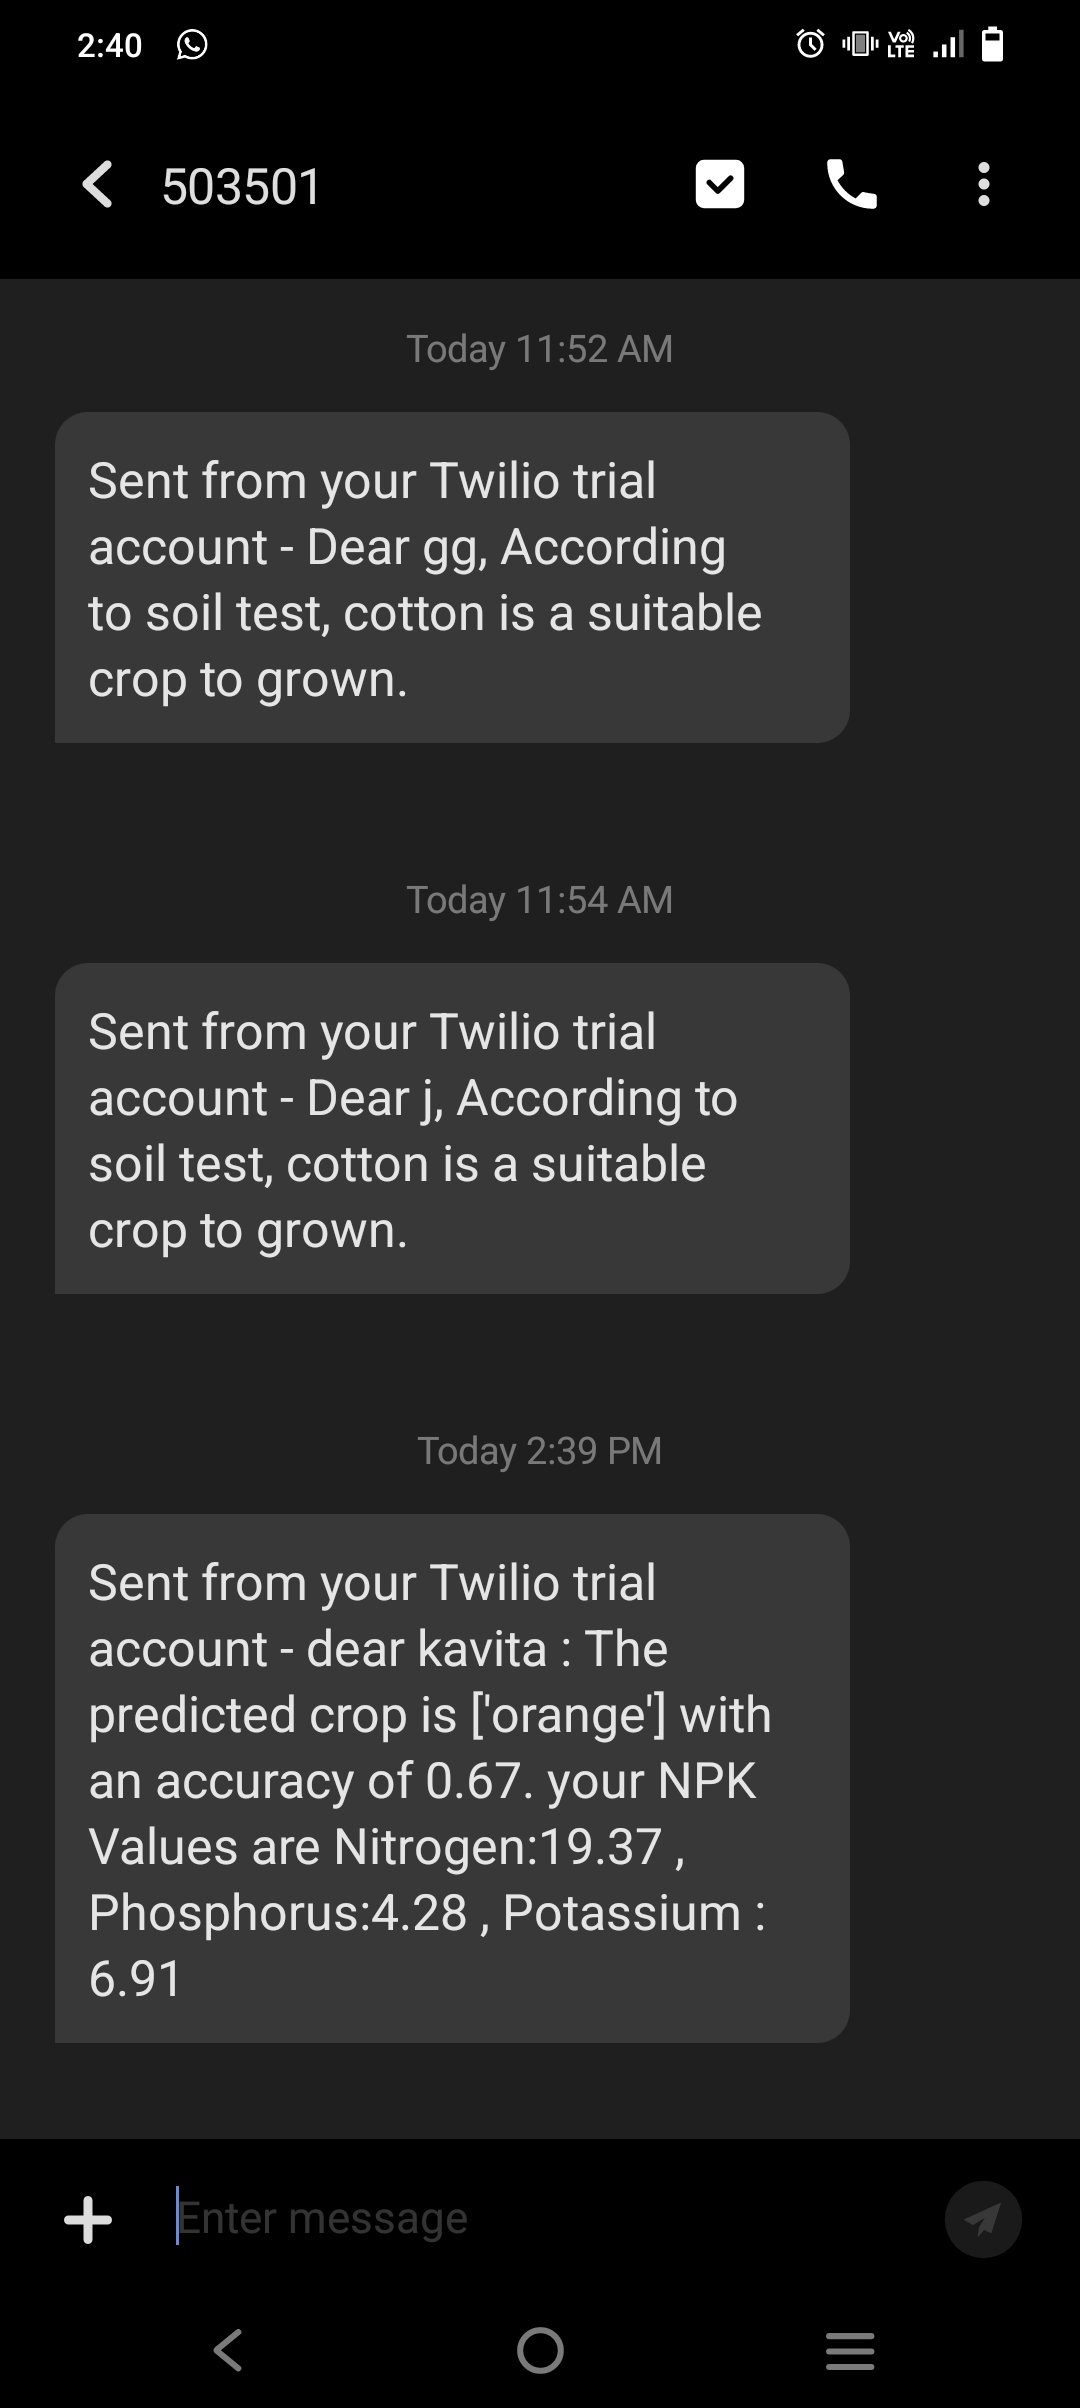 2:40
Vo)) LTE
503501
Today 11:52 AM
Sent from your Twilio trial
account - Dear gg, According
to soil test, cotton is a suitable
crop to grown.
Today 11:54 AM
Sent from your Twilio trial
account - Dear j, According to
soil test, cotton is a suitable
crop to grown.
Today 2:39 PM
Sent from your Twilio trial
account - dear kavita : The
predicted crop is ['orange'] with
an accuracy of 0.67. your NPK
Values are Nitrogen:19.37 ,
Phosphorus:4.28 , Potassium :
6.91
Enter message